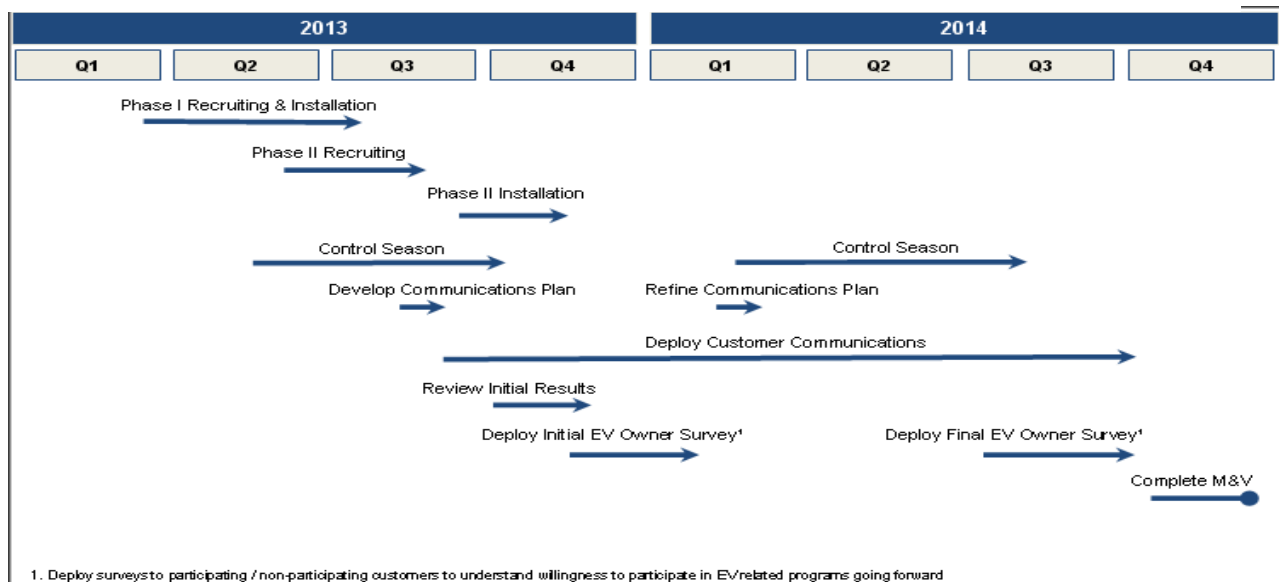 2013 2014
Q1 Q2 Q3 Q4 Q1 Q2 Q3 Q4
Phase I Recruiting & Installation
Phase II Recruiting
Phase II Installation
Control Season Control Season
Develop Communications Plan Refine Communications Plan
Deploy Customer Communications
Review Initial Results
Deploy Initial EV Owner Survey¹ Deploy Final EV Owner Survey¹
Complete M&V
1. Deploy surveys to participating / non-participating customers to understand willingness to participate in EV related programs going forward